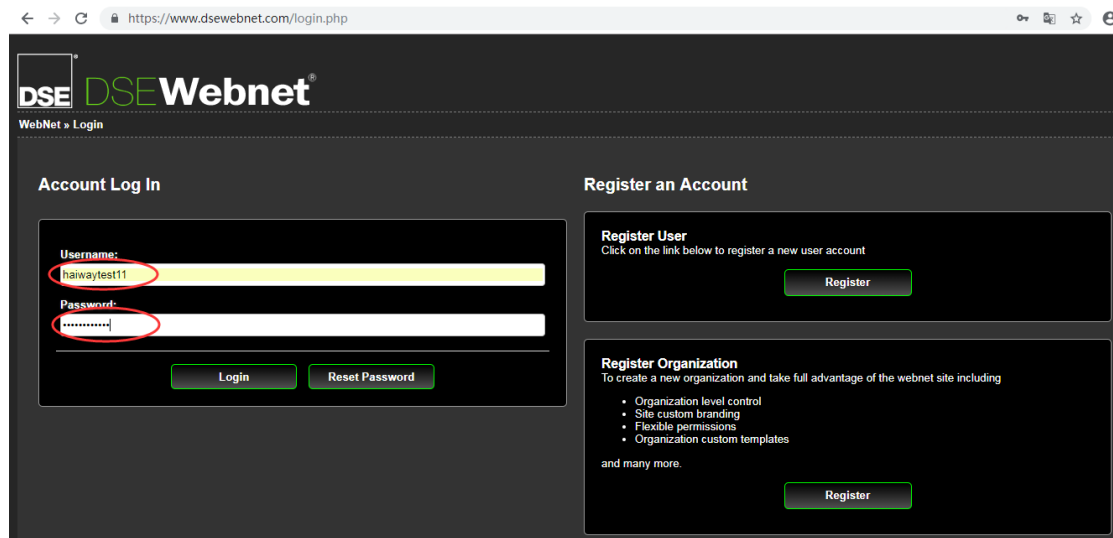 https://www.dsewebnet.com/login.php
DSE DSEWebnet®
WebNet » Login
Account Log In
Username:
haiwaytest11
Password:
••••••••••••
Login
Reset Password
Register an Account
Register User
Click on the link below to register a new user account
Register
Register Organization
To create a new organization and take full advantage of the webnet site including
• Organization level control
• Site custom branding
• Flexible permissions
• Organization custom templates
and many more.
Register